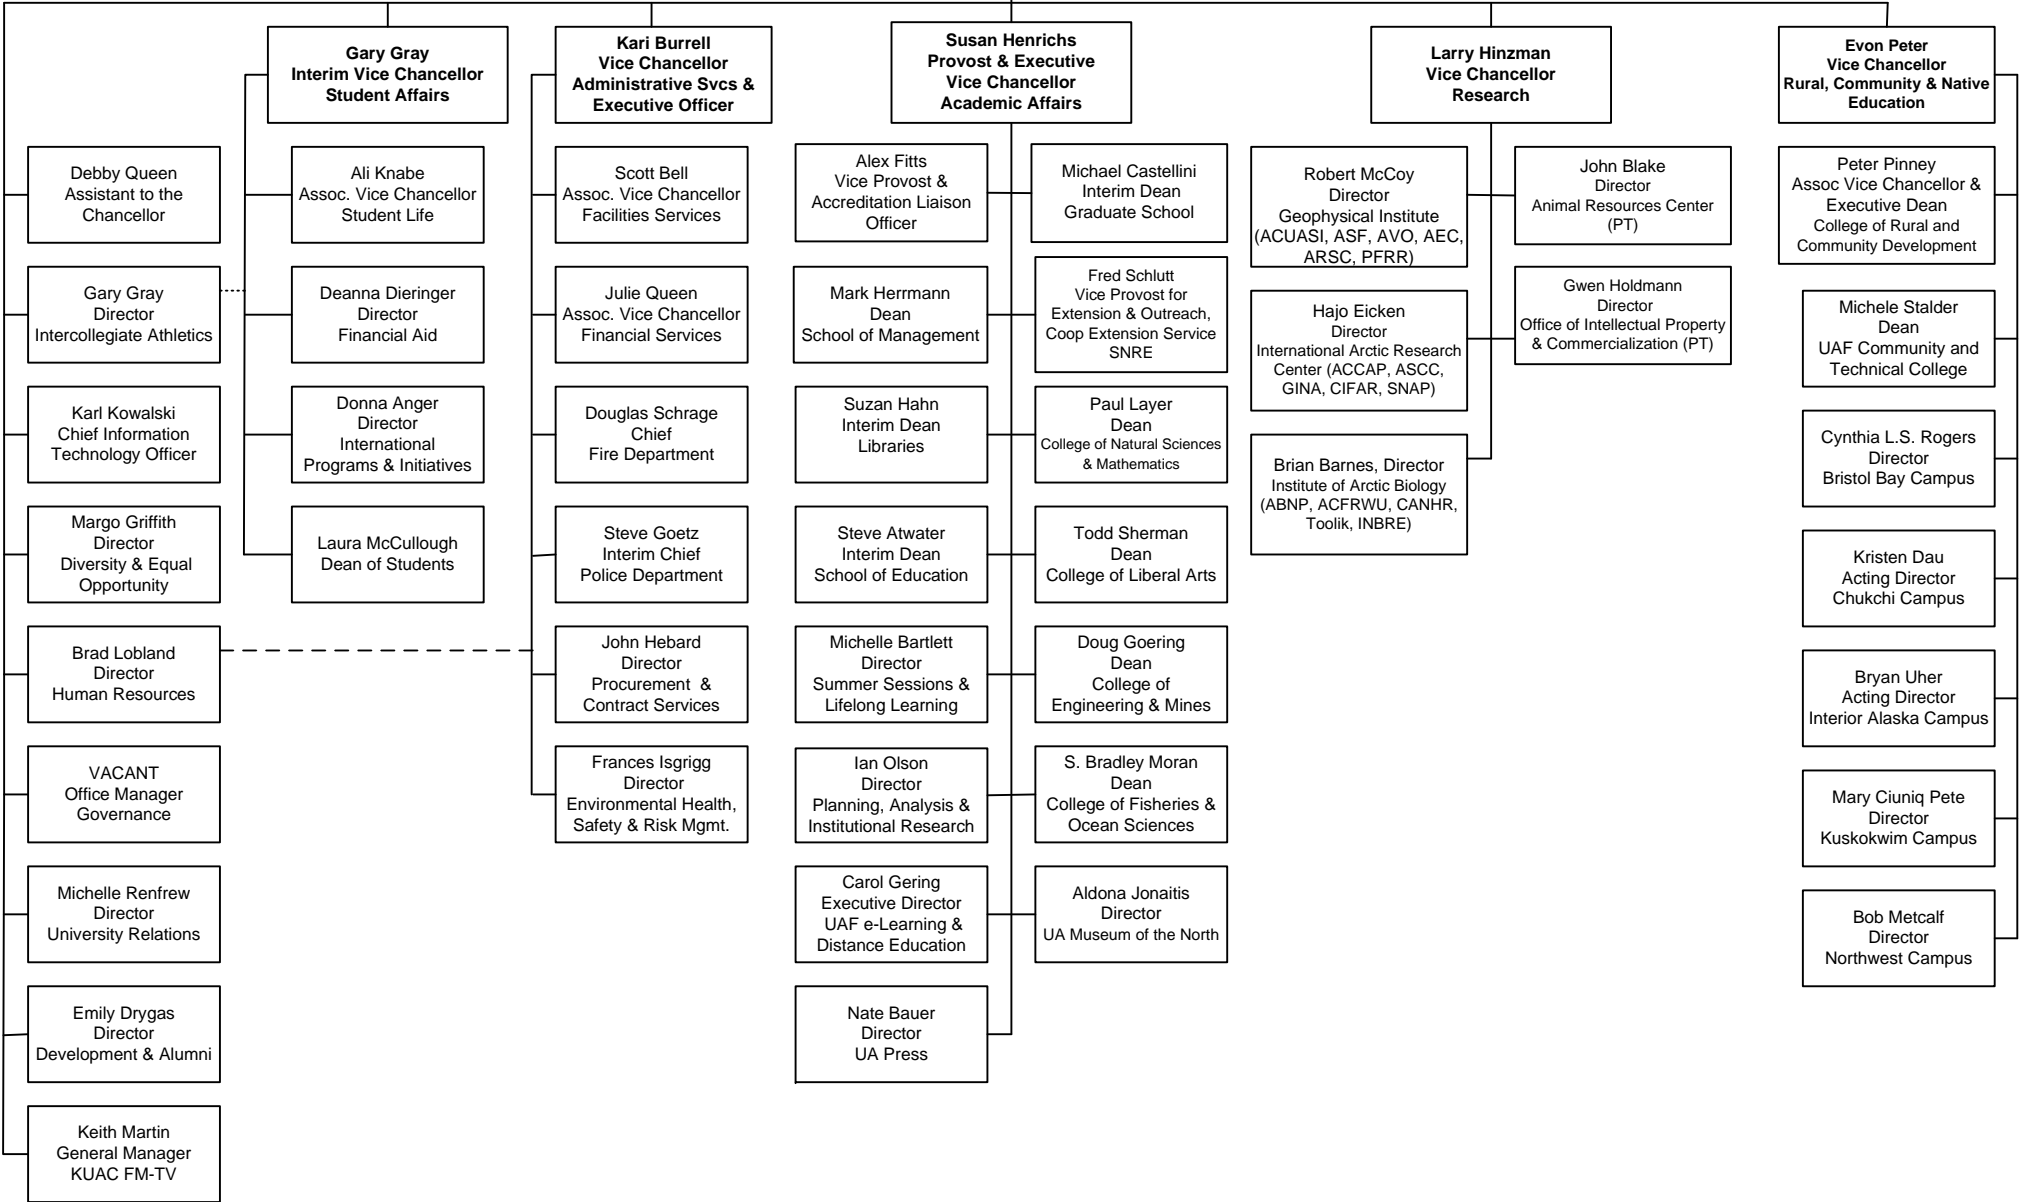 Gary Gray
Interim Vice Chancellor
Student Affairs
Kari Burrell
Vice Chancellor
Administrative Svcs &
Executive Officer
Susan Henrichs
Provost & Executive
Vice Chancellor
Academic Affairs
Larry Hinzman
Vice Chancellor
Research
Evon Peter
Vice Chancellor
Rural, Community & Native
Education
Debby Queen
Assistant to the
Chancellor
Gary Gray
Director
Intercollegiate Athletics
Karl Kowalski
Chief Information
Technology Officer
Margo Griffith
Director
Diversity & Equal
Opportunity
Brad Lobland
Director
Human Resources
VACANT
Office Manager
Governance
Michelle Renfrew
Director
University Relations
Emily Drygas
Director
Development & Alumni
Keith Martin
General Manager
KUAC FM-TV
Ali Knabe
Assoc. Vice Chancellor
Student Life
Deanna Dieringer
Director
Financial Aid
Donna Anger
Director
International
Programs & Initiatives
Laura McCullough
Dean of Students
Scott Bell
Assoc. Vice Chancellor
Facilities Services
Julie Queen
Assoc. Vice Chancellor
Financial Services
Douglas Schrage
Chief
Fire Department
Steve Goetz
Interim Chief
Police Department
John Hebard
Director
Procurement &
Contract Services
Frances Isgrigg
Director
Environmental Health,
Safety & Risk Mgmt.
Alex Fitts
Vice Provost &
Accreditation Liaison
Officer
Mark Herrmann
Dean
School of Management
Suzan Hahn
Interim Dean
Libraries
Steve Atwater
Interim Dean
School of Education
Michelle Bartlett
Director
Summer Sessions &
Lifelong Learning
Ian Olson
Director
Planning, Analysis &
Institutional Research
Carol Gering
Executive Director
UAF e-Learning &
Distance Education
Nate Bauer
Director
UA Press
Michael Castellini
Interim Dean
Graduate School
Fred Schlutt
Vice Provost for
Extension & Outreach,
Coop Extension Service
SNRE
Paul Layer
Dean
College of Natural Sciences
& Mathematics
Todd Sherman
Dean
College of Liberal Arts
Doug Goering
Dean
College of
Engineering & Mines
S. Bradley Moran
Dean
College of Fisheries &
Ocean Sciences
Aldona Jonaitis
Director
UA Museum of the North
Robert McCoy
Director
Geophysical Institute
(ACUASI, ASF, AVO, AEC,
ARSC, PFRR)
Hajo Eicken
Director
International Arctic Research
Center (ACCAP, ASCC,
GINA, CIFAR, SNAP)
Brian Barnes, Director
Institute of Arctic Biology
(ABNP, ACFRWU, CANHR,
Toolik, INBRE)
John Blake
Director
Animal Resources Center
(PT)
Gwen Holdmann
Director
Office of Intellectual Property
& Commercialization (PT)
Peter Pinney
Assoc Vice Chancellor &
Executive Dean
College of Rural and
Community Development
Michele Stalder
Dean
UAF Community and
Technical College
Cynthia L.S. Rogers
Director
Bristol Bay Campus
Kristen Dau
Acting Director
Chukchi Campus
Bryan Uher
Acting Director
Interior Alaska Campus
Mary Ciuniq Pete
Director
Kuskokwim Campus
Bob Metcalf
Director
Northwest Campus